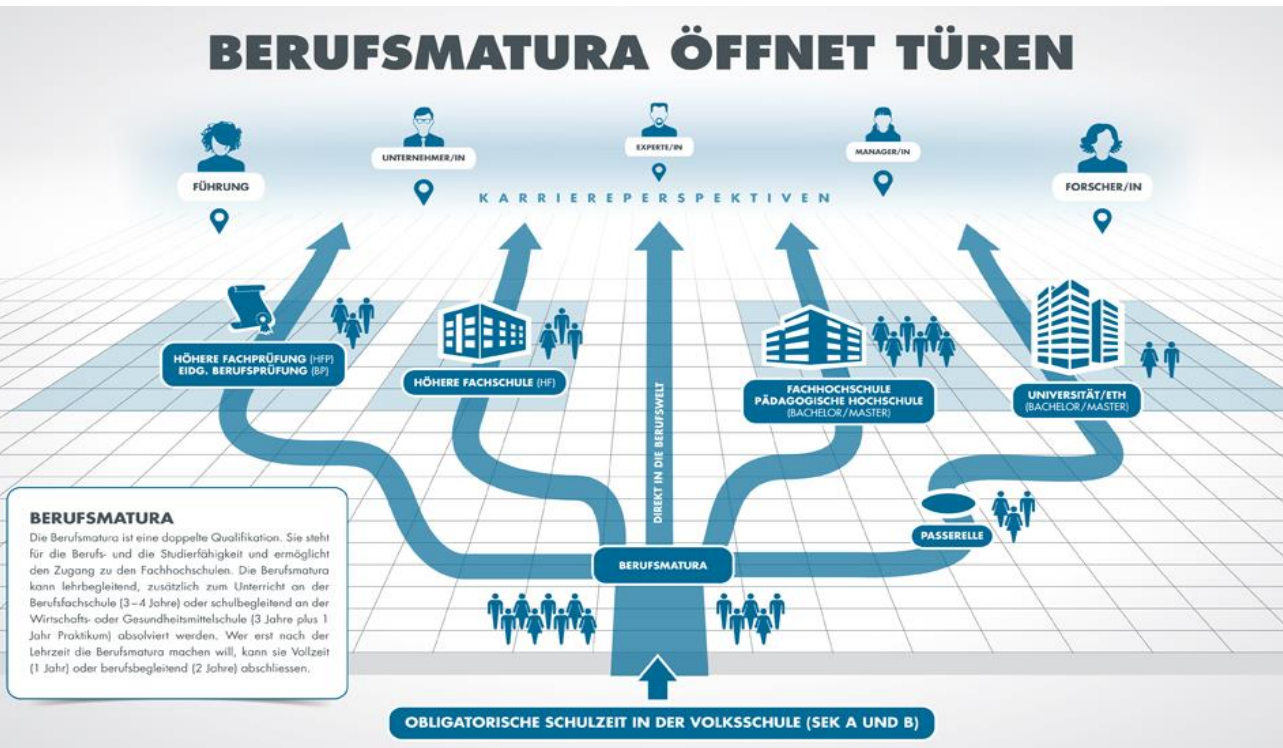 BERUFSMATURA ÖFFNET TÜREN
FÜHRUNG
UNTERNEHMER/IN
EXPERTE/IN
MANAGER/IN
FORSCHER/IN
KARRIEREPERSPEKTIVEN
HÖHERE FACHPRÜFUNG (HFP)
EIDG. BERUFSPRÜFUNG (BP)
HÖHERE FACHSCHULE (HF)
DIREKT IN DIE BERUFSWELT
FACHHOCHSCHULE
PÄDAGOGISCHE HOCHSCHULE
(BACHELOR/MASTER)
UNIVERSITÄT/ETH
(BACHELOR/MASTER)
PASSERELLE
BERUFSMATURA
BERUFSMATURA
Die Berufsmatura ist eine doppelte Qualifikation. Sie steht
für die Berufs- und die Studierfähigkeit und ermöglicht
den Zugang zu den Fachhochschulen. Die Berufsmatura
kann lehrbegleitend, zusätzlich zum Unterricht an der
Berufsfachschule (3–4 Jahre) oder schulbegleitend an der
Wirtschafts- oder Gesundheitsmittelschule (3 Jahre plus 1
Jahr Praktikum) absolviert werden. Wer erst nach der
Lehrzeit die Berufsmatura machen will, kann sie Vollzeit
(1 Jahr) oder berufsbegleitend (2 Jahre) abschliessen.
OBLIGATORISCHE SCHULZEIT IN DER VOLKSSCHULE (SEK A UND B)